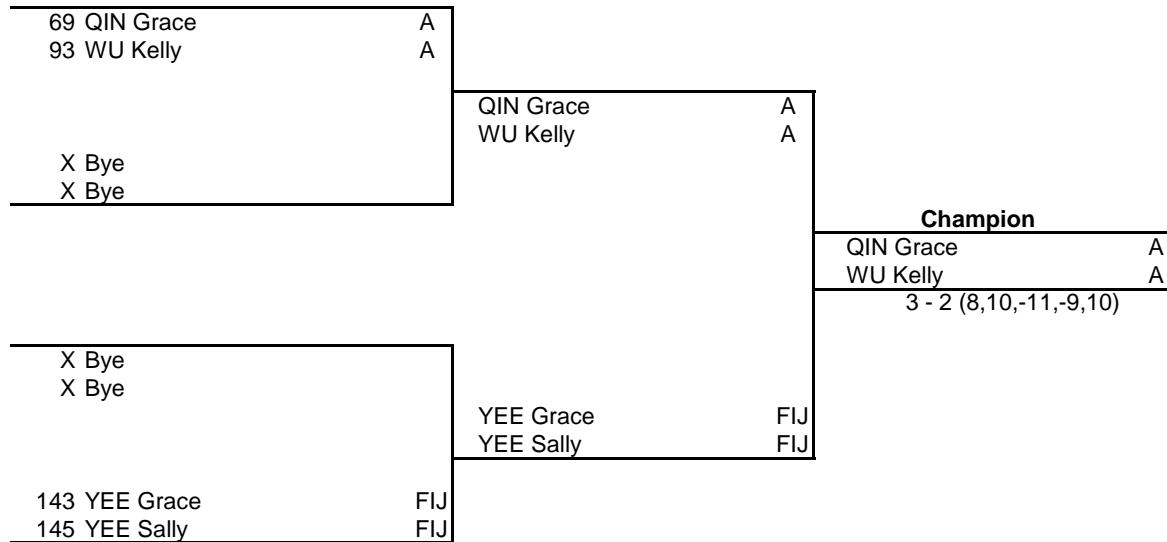 69 QIN Grace A
93 WU Kelly A
QIN Grace A
WU Kelly A
X Bye
X Bye
Champion
QIN Grace A
WU Kelly A
3 - 2 (8,10,-11,-9,10)
X Bye
X Bye
YEE Grace FIJ
YEE Sally FIJ
143 YEE Grace FIJ
145 YEE Sally FIJ